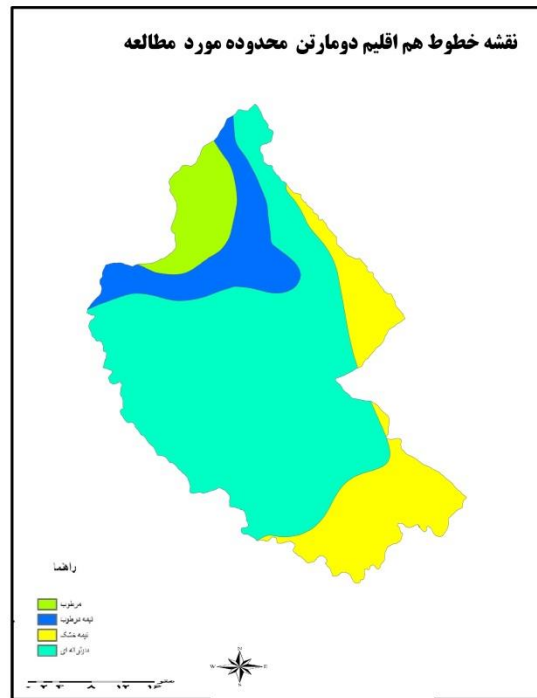 نقشه خطوط هم اقلیم دومارتن محدوده مورد مطالعه
راهنما
مرطوب
نیمه مرطوب
نیمه خشک
مدیترانه ای
N
W E
S